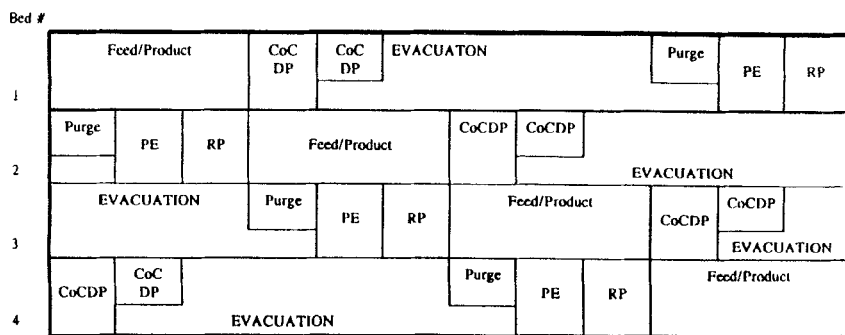 Bed #
Feed/Product CoC CoC EVACUATON Purge
DP DP PE RP
1
Purge CoCDP CoCDP
PE RP Feed/Product
2 EVACUATION
EVACUATION Purge Feed/Product CoCDP
PE RP CoCDP
3 EVACUATION
CoC Purge Feed/Product
CoCDP DP PE RP
4 EVACUATION